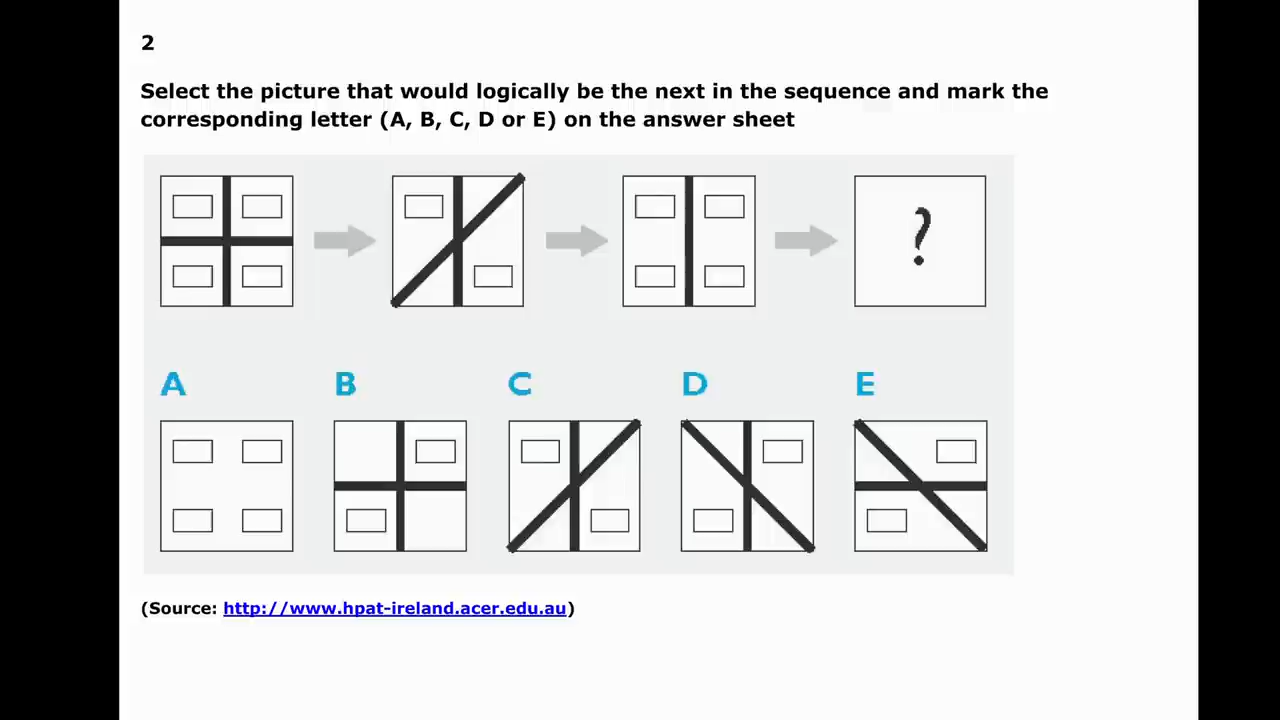 2
Select the picture that would logically be the next in the sequence and mark the
corresponding letter (A, B, C, D or E) on the answer sheet
?
A B C D E
(Source: http://www.hpat-ireland.acer.edu.au)